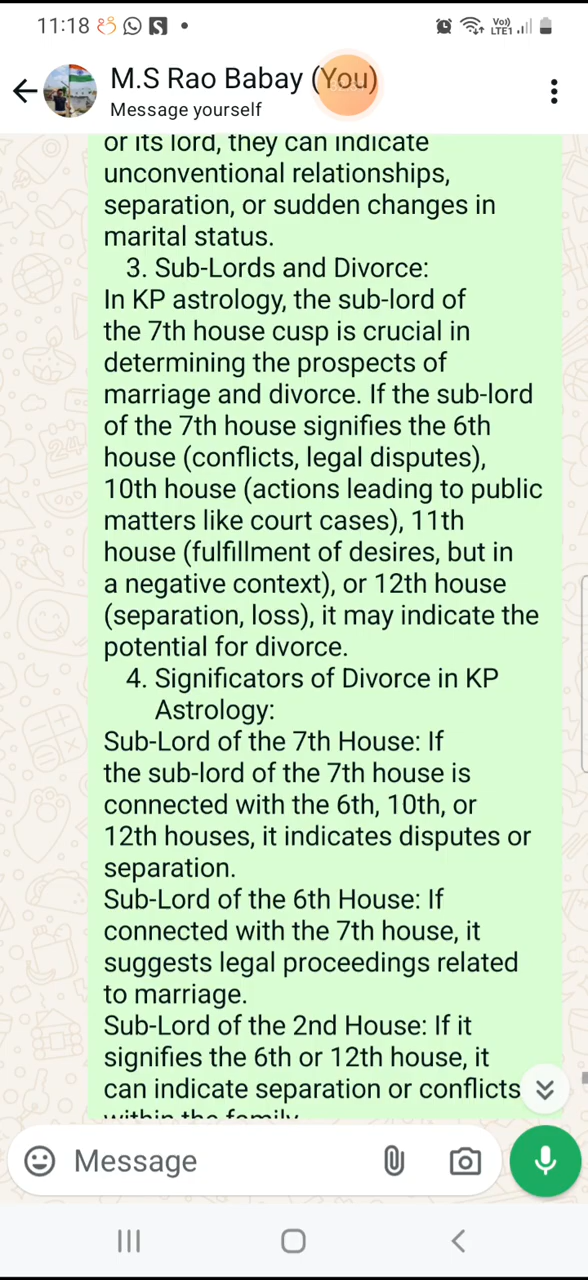 11:18
Vo))
LTE1
M.S Rao Babay (You)
Message yourself
or its lord, they can indicate
unconventional relationships,
separation, or sudden changes in
marital status.
3. Sub-Lords and Divorce:
In KP astrology, the sub-lord of
the 7th house cusp is crucial in
determining the prospects of
marriage and divorce. If the sub-lord
of the 7th house signifies the 6th
house (conflicts, legal disputes),
10th house (actions leading to public
matters like court cases), 11th
house (fulfillment of desires, but in
a negative context), or 12th house
(separation, loss), it may indicate the
potential for divorce.
4. Significators of Divorce in KP
Astrology:
Sub-Lord of the 7th House: If
the sub-lord of the 7th house is
connected with the 6th, 10th, or
12th houses, it indicates disputes or
separation.
Sub-Lord of the 6th House: If
connected with the 7th house, it
suggests legal proceedings related
to marriage.
Sub-Lord of the 2nd House: If it
signifies the 6th or 12th house, it
can indicate separation or conflicts
within the family.
Message